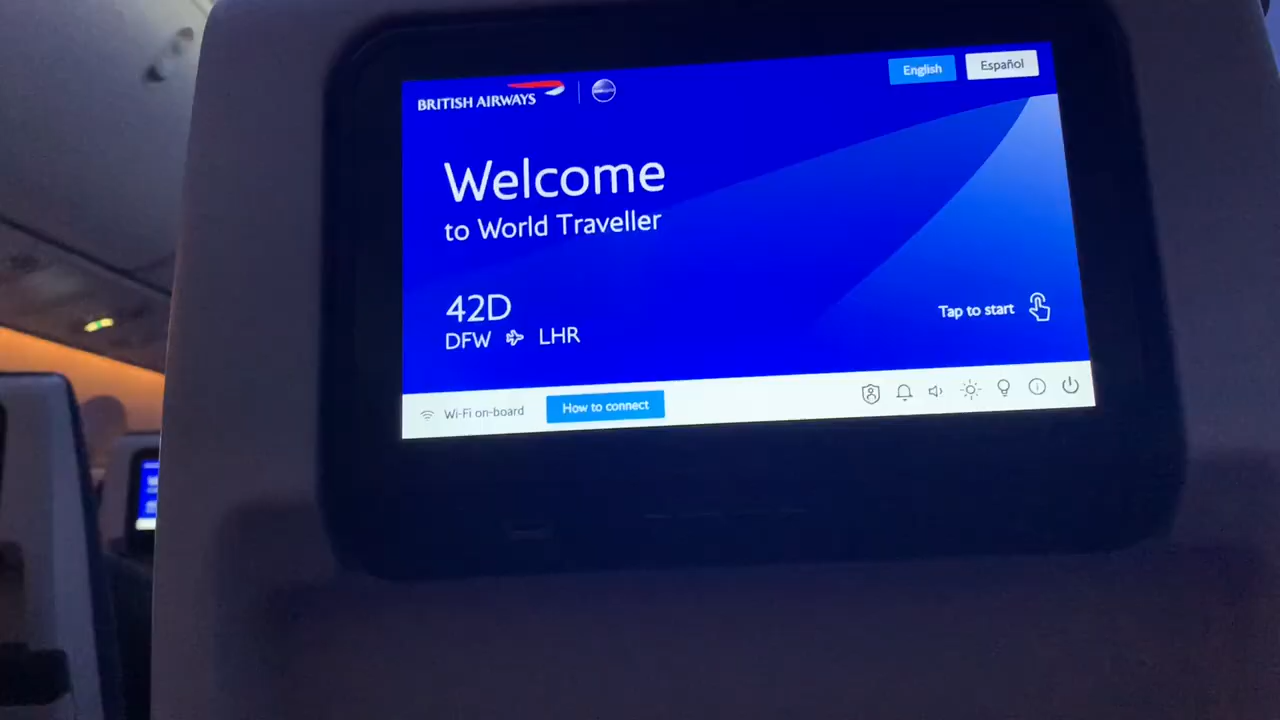 BRITISH AIRWAYS
English
Español
Welcome
to World Traveller
42D
DFW LHR
Tap to start
Wi-Fi on-board
How to connect